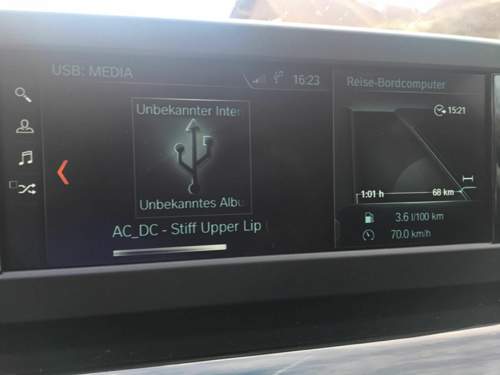 USB: MEDIA
16:23
Unbekannter Inter
Unbekanntes Albu
AC_DC - Stiff Upper Lip
Reise-Bordcomputer
15:21
1:01 h
68 km
3.6 l/100 km
70.0 km/h